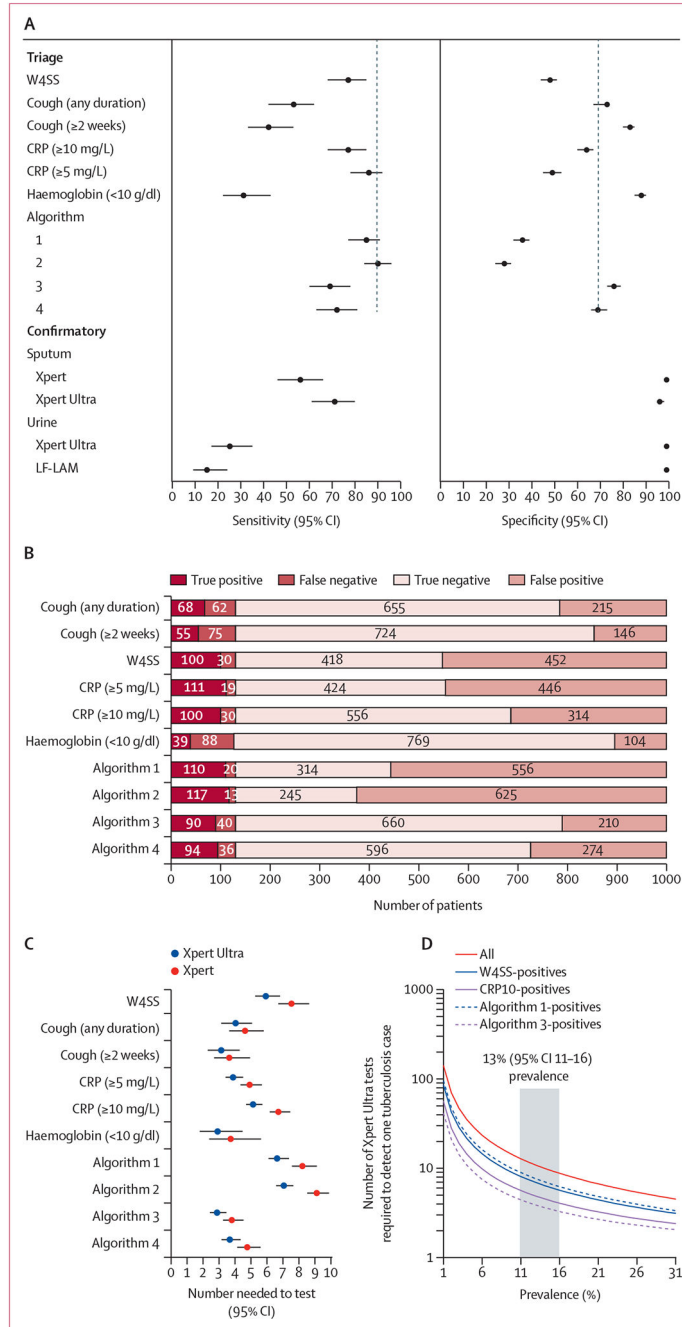 A
Triage
W4SS
Cough (any duration)
Cough (≥2 weeks)
CRP (≥10 mg/L)
CRP (≥5 mg/L)
Haemoglobin (<10 g/dl)
Algorithm
1
2
3
4
Confirmatory
Sputum
Xpert
Xpert Ultra
Urine
Xpert Ultra
LF-LAM
0 10 20 30 40 50 60 70 80 90 100
Sensitivity (95% CI)
0 10 20 30 40 50 60 70 80 90 100
Specificity (95% CI)
B
True positive False negative True negative False positive
Cough (any duration) 68 62 655 215
Cough (≥2 weeks) 55 75 724 146
W4SS 100 30 418 452
CRP (≥5 mg/L) 111 19 424 446
CRP (≥10 mg/L) 100 30 556 314
Haemoglobin (<10 g/dl) 39 88 769 104
Algorithm 1 110 20 314 556
Algorithm 2 117 13 245 625
Algorithm 3 90 40 660 210
Algorithm 4 94 36 596 274
0 100 200 300 400 500 600 700 800 900 1000
Number of patients
C
Xpert Ultra
Xpert
W4SS
Cough (any duration)
Cough (≥2 weeks)
CRP (≥5 mg/L)
CRP (≥10 mg/L)
Haemoglobin (<10 g/dl)
Algorithm 1
Algorithm 2
Algorithm 3
Algorithm 4
0 1 2 3 4 5 6 7 8 9 10
Number needed to test
(95% CI)
D
All
W4SS-positives
CRP10-positives
Algorithm 1-positives
Algorithm 3-positives
13% (95% CI 11–16)
prevalence
Number of Xpert Ultra tests
required to detect one tuberculosis case
1000
100
10
1
1 6 11 16 21 26 31
Prevalence (%)